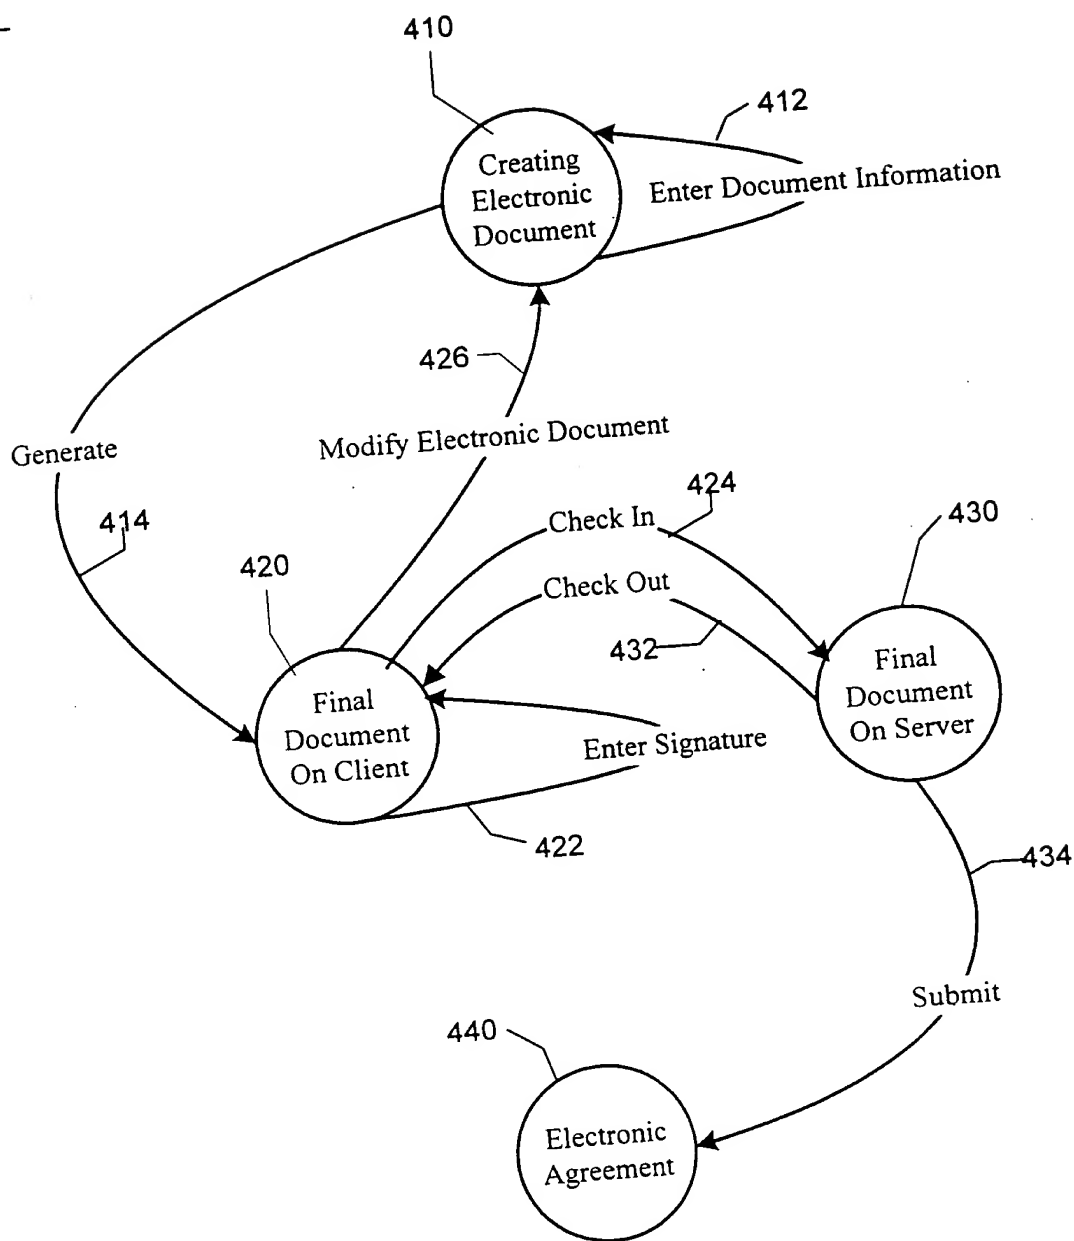 410
412
Creating
Electronic
Document
Enter Document Information
426
Generate
Modify Electronic Document
424
Check In
430
414
420
Check Out
432
Final
Document
On Server
Final
Document
On Client
Enter Signature
422
434
Submit
440
Electronic
Agreement